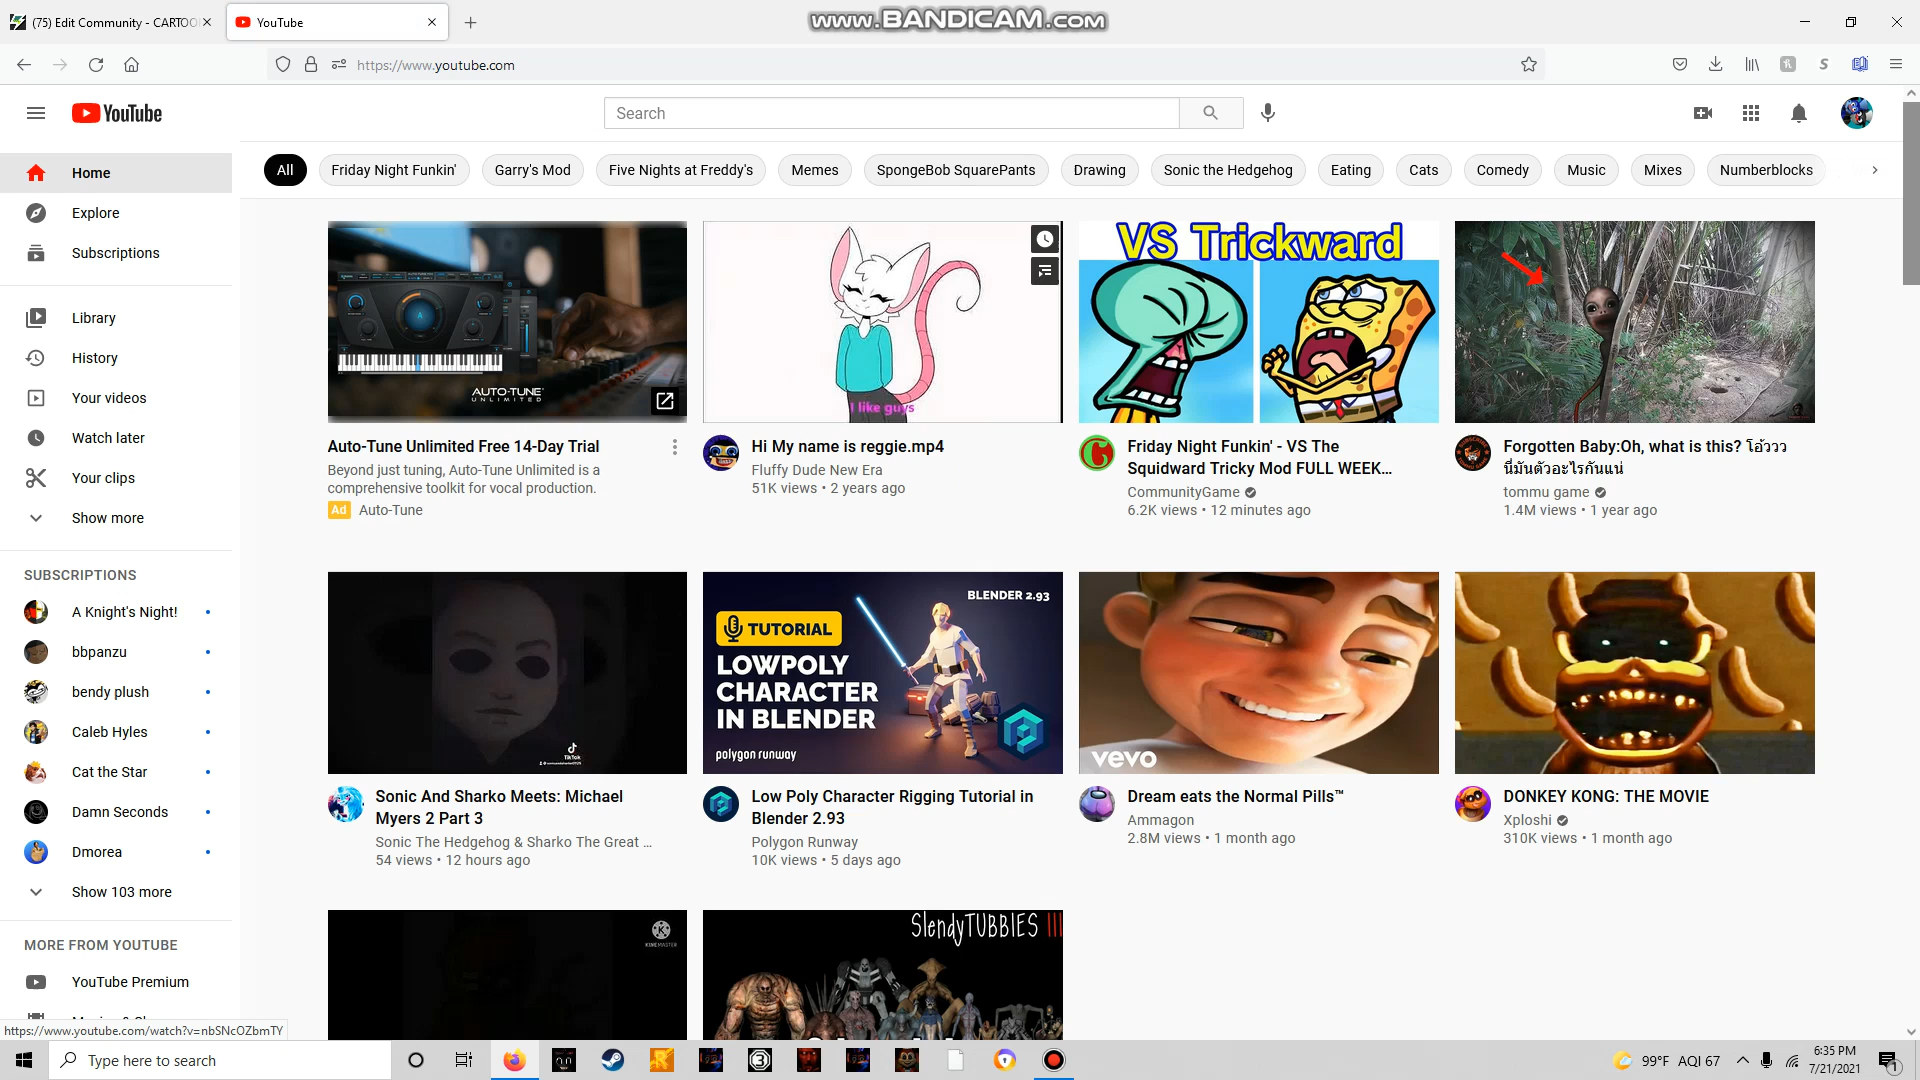 (75) Edit Community - CARTOO
YouTube
www.BANDICAM.com
https://www.youtube.com
YouTube
Search
Home
Explore
Subscriptions
Library
History
Your videos
Watch later
Your clips
Show more
SUBSCRIPTIONS
A Knight's Night!
bbpanzu
bendy plush
Caleb Hyles
Cat the Star
Damn Seconds
Dmorea
Show 103 more
MORE FROM YOUTUBE
YouTube Premium
https://www.youtube.com/watch?v=nbSNcOZbmTY
All
Friday Night Funkin'
Garry's Mod
Five Nights at Freddy's
Memes
SpongeBob SquarePants
Drawing
Sonic the Hedgehog
Eating
Cats
Comedy
Music
Mixes
Numberblocks
AUTO-TUNE
UNLIMITED
Auto-Tune Unlimited Free 14-Day Trial
Beyond just tuning, Auto-Tune Unlimited is a
comprehensive toolkit for vocal production.
Ad Auto-Tune
I like guys
Hi My name is reggie.mp4
Fluffy Dude New Era
51K views • 2 years ago
VS Trickward
Friday Night Funkin' - VS The
Squidward Tricky Mod FULL WEEK...
CommunityGame
6.2K views • 12 minutes ago
Forgotten Baby:Oh, what is this? โอ้ววว
นี่มันตัวอะไรกันแน่
tommu game
1.4M views • 1 year ago
TikTok
Sonic And Sharko Meets: Michael
Myers 2 Part 3
Sonic The Hedgehog & Sharko The Great ...
54 views • 12 hours ago
BLENDER 2.93
TUTORIAL
LOWPOLY
CHARACTER
IN BLENDER
polygon runway
Low Poly Character Rigging Tutorial in
Blender 2.93
Polygon Runway
10K views • 5 days ago
vevo
Dream eats the Normal Pills™
Ammagon
2.8M views • 1 month ago
DONKEY KONG: THE MOVIE
Xploshi
310K views • 1 month ago
KINEMASTER
SlendyTUBBIES III
Type here to search
99°F AQI 67
6:35 PM
7/21/2021
1